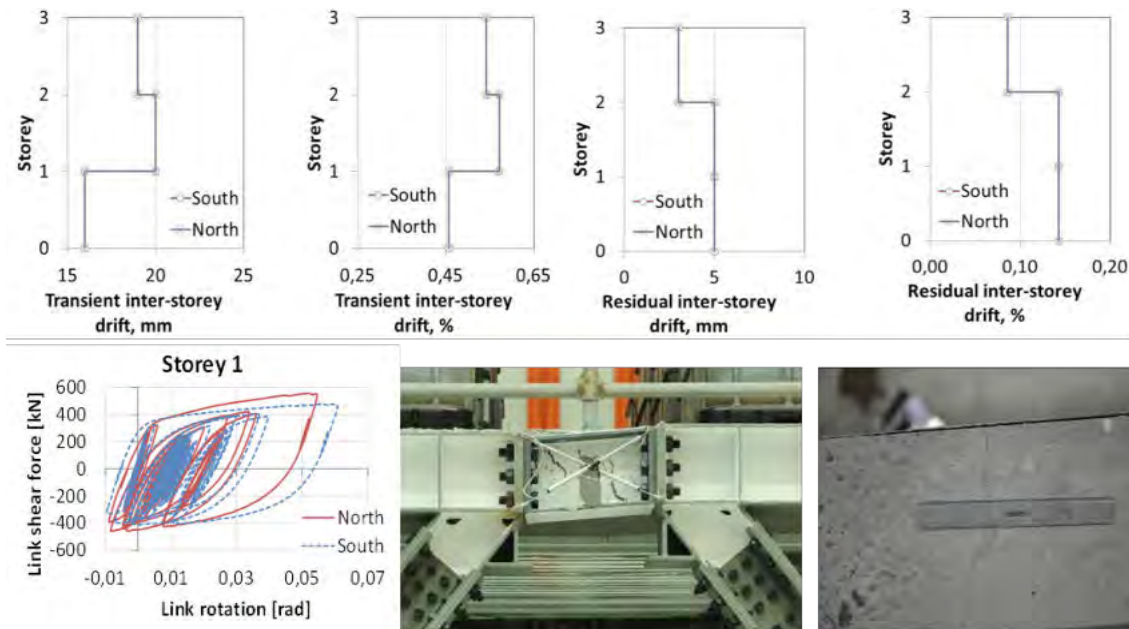 3
2
1
0
Storey
South
North
15 20 25
Transient inter-storey
drift, mm
3
2
1
0
Storey
South
North
0,25 0,45 0,65
Transient inter-storey
drift, %
3
2
1
0
Storey
South
North
0 5 10
Residual inter-storey
drift, mm
3
2
1
0
Storey
South
North
0,00 0,10 0,20
Residual inter-storey
drift, %
Storey 1
600
400
200
0
-200
-400
-600
Link shear force [kN]
North
South
-0,01 0,01 0,03 0,05 0,07
Link rotation [rad]